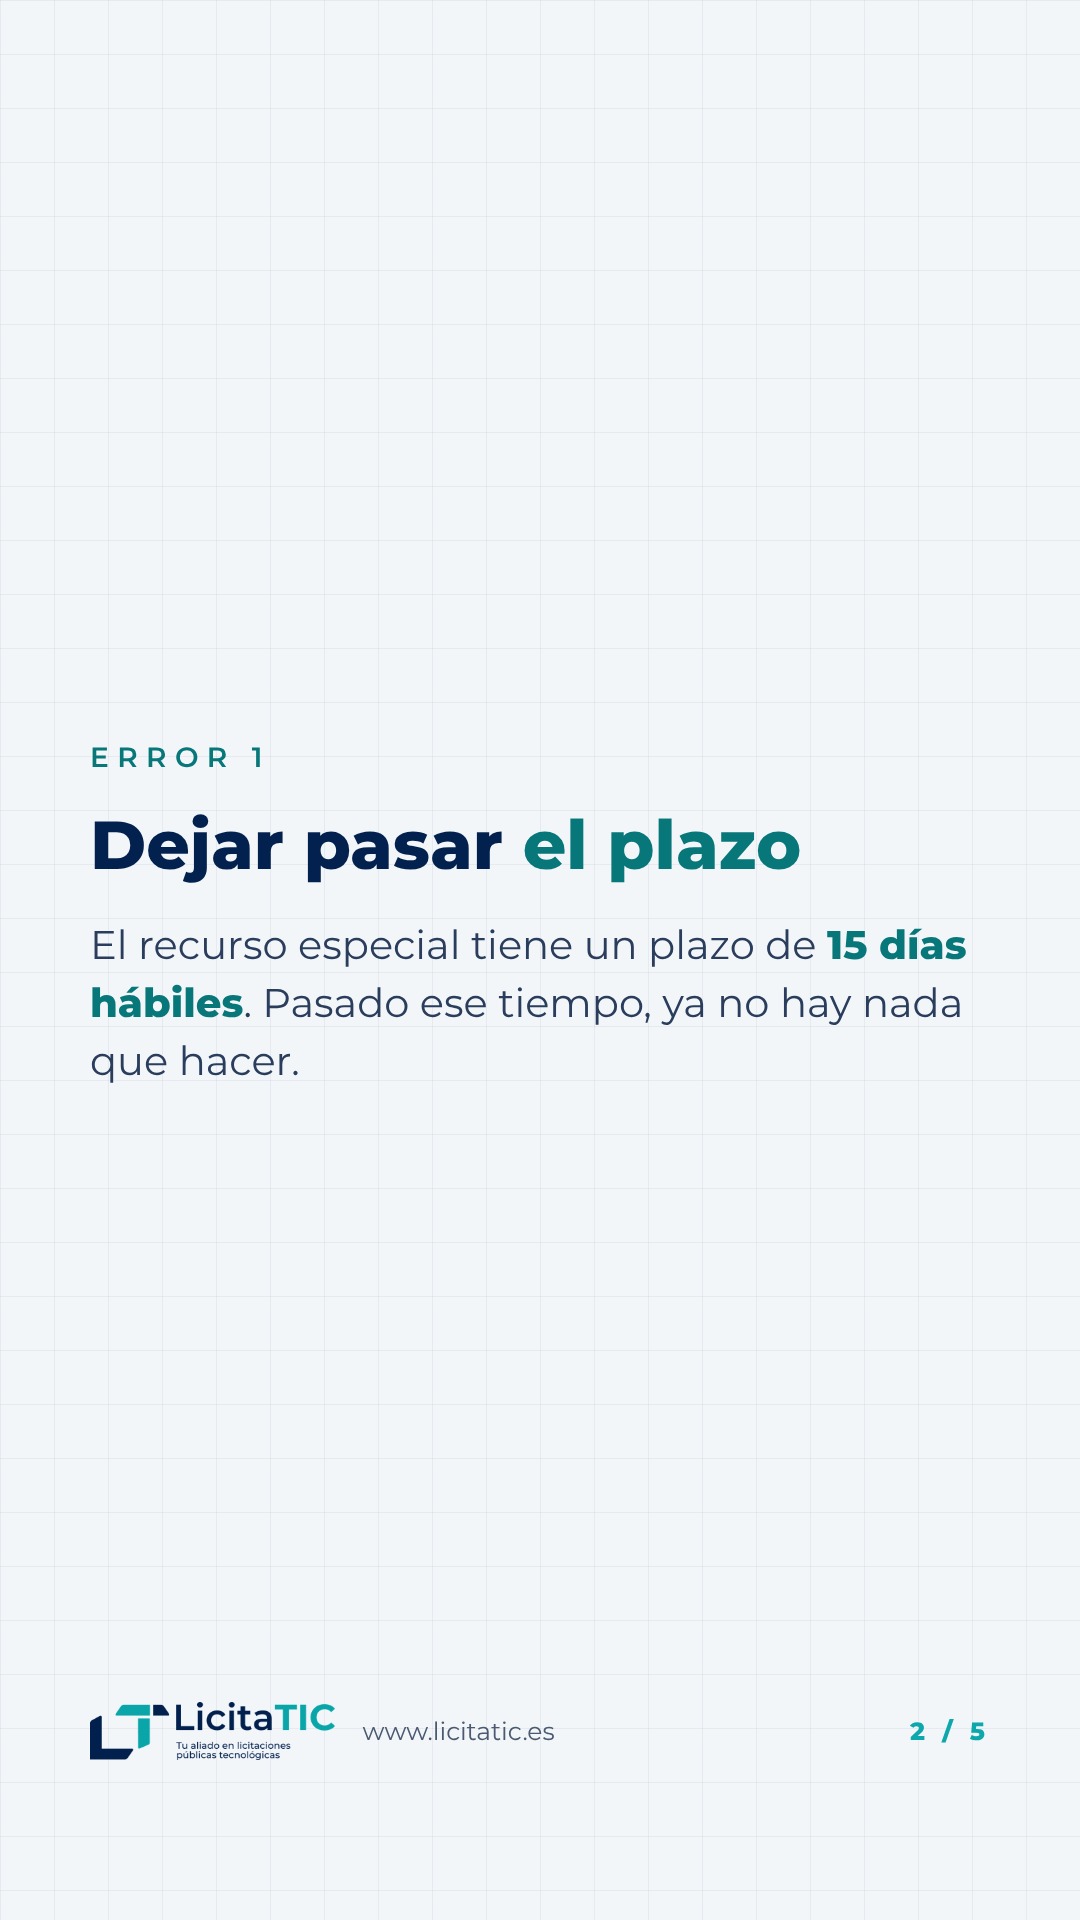 ERROR 1
Dejar pasar el plazo
El recurso especial tiene un plazo de 15 días
hábiles. Pasado ese tiempo, ya no hay nada
que hacer.
LicitaTIC
Tu aliado en licitaciones
públicas tecnológicas
www.licitatic.es
2 / 5